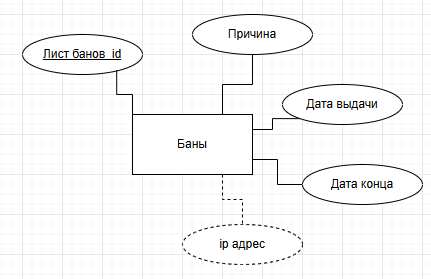 Причина
Лист банов_id
Дата выдачи
Баны
Дата конца
ip адрес